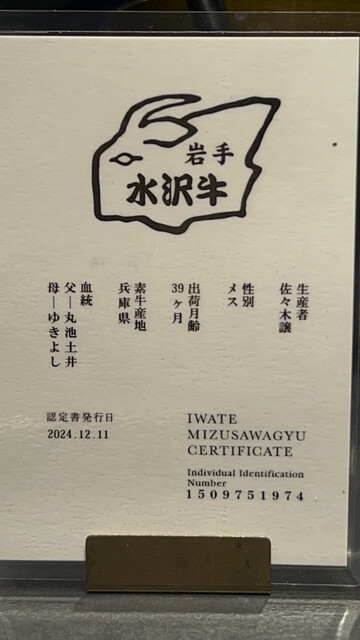 岩手
水沢牛
生産者
佐々木譲
性別
メス
出荷月齢
39ヶ月
素牛産地
兵庫県
血統
父―丸池土井
母―ゆきよし
認定書発行日
2024.12.11
IWATE
MIZUSAWAGYU
CERTIFICATE
Individual Identification
Number
1509751974